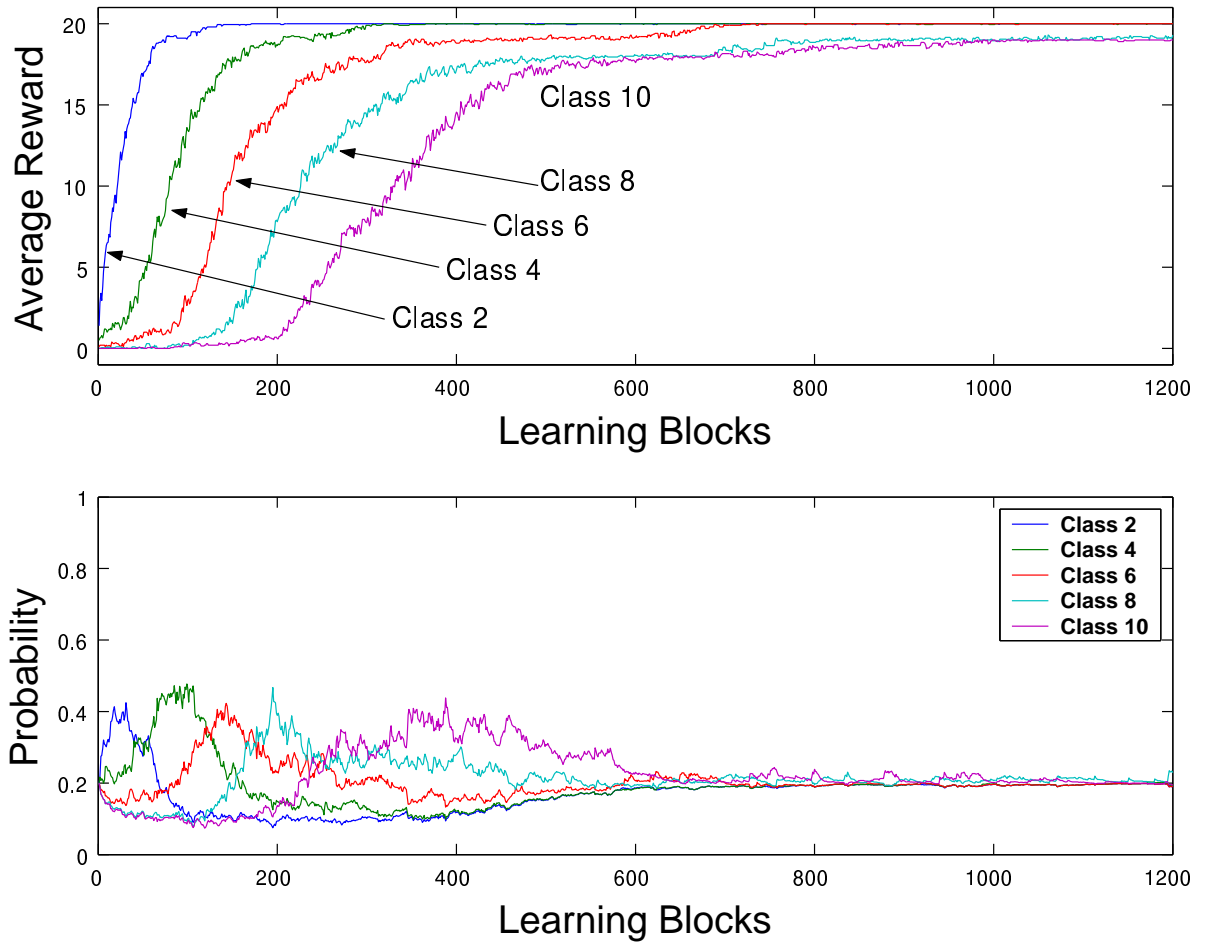 20
15
10
5
0
Average Reward
Class 10
Class 8
Class 6
Class 4
Class 2
0 200 400 600 800 1000 1200
Learning Blocks
1
0.8
0.6
0.4
0.2
0
Probability
Class 2
Class 4
Class 6
Class 8
Class 10
0 200 400 600 800 1000 1200
Learning Blocks